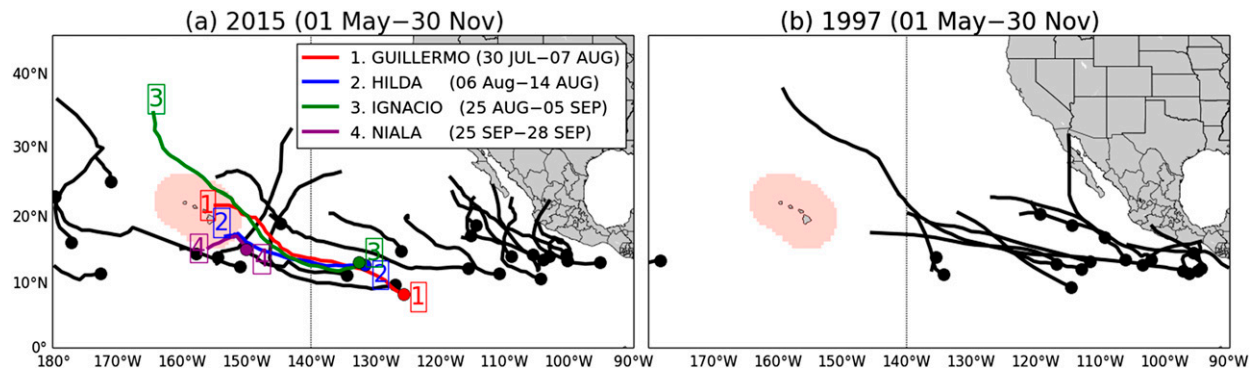 (a) 2015 (01 May−30 Nov)
(b) 1997 (01 May−30 Nov)
1. GUILLERMO (30 JUL−07 AUG)
2. HILDA (06 Aug−14 AUG)
3. IGNACIO (25 AUG−05 SEP)
4. NIALA (25 SEP−28 SEP)
40°N
30°N
20°N
10°N
0°
3
1
2
4
4
3
2
1
180° 170°W 160°W 150°W 140°W 130°W 120°W 110°W 100°W 90°W
170°W 160°W 150°W 140°W 130°W 120°W 110°W 100°W 90°W